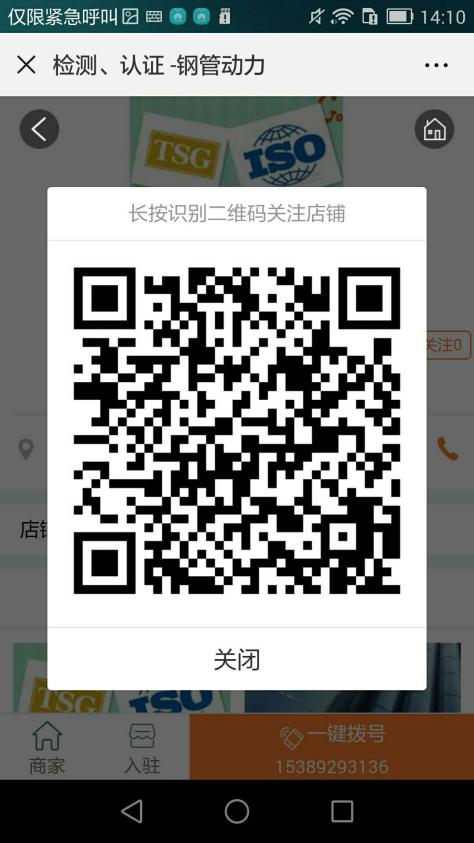 仅限紧急呼叫
14:10
检测、认证 -钢管动力
TSG
ISO
长按识别二维码关注店铺
关注0
店铺
关闭
TSG
ISO
商家
入驻
一键拨号
15389293136